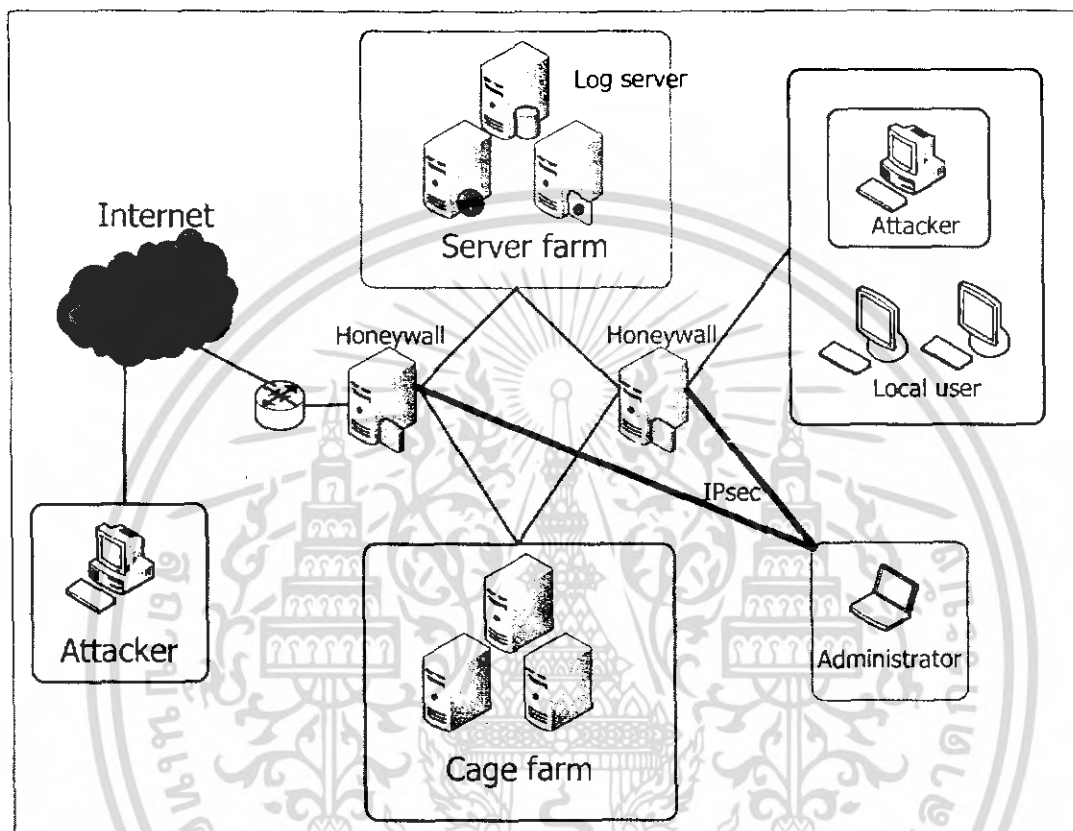 Log server
Attacker
Internet
Server farm
Honeywall
Honeywall
Local user
IPsec
Attacker
Administrator
Cage farm